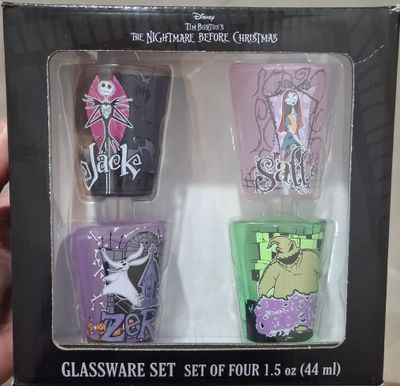 Disney
TIM BURTON'S
THE NIGHTMARE BEFORE CHRISTMAS
Jack
Sally
ZER
GLASSWARE SET SET OF FOUR 1.5 oz (44 ml)